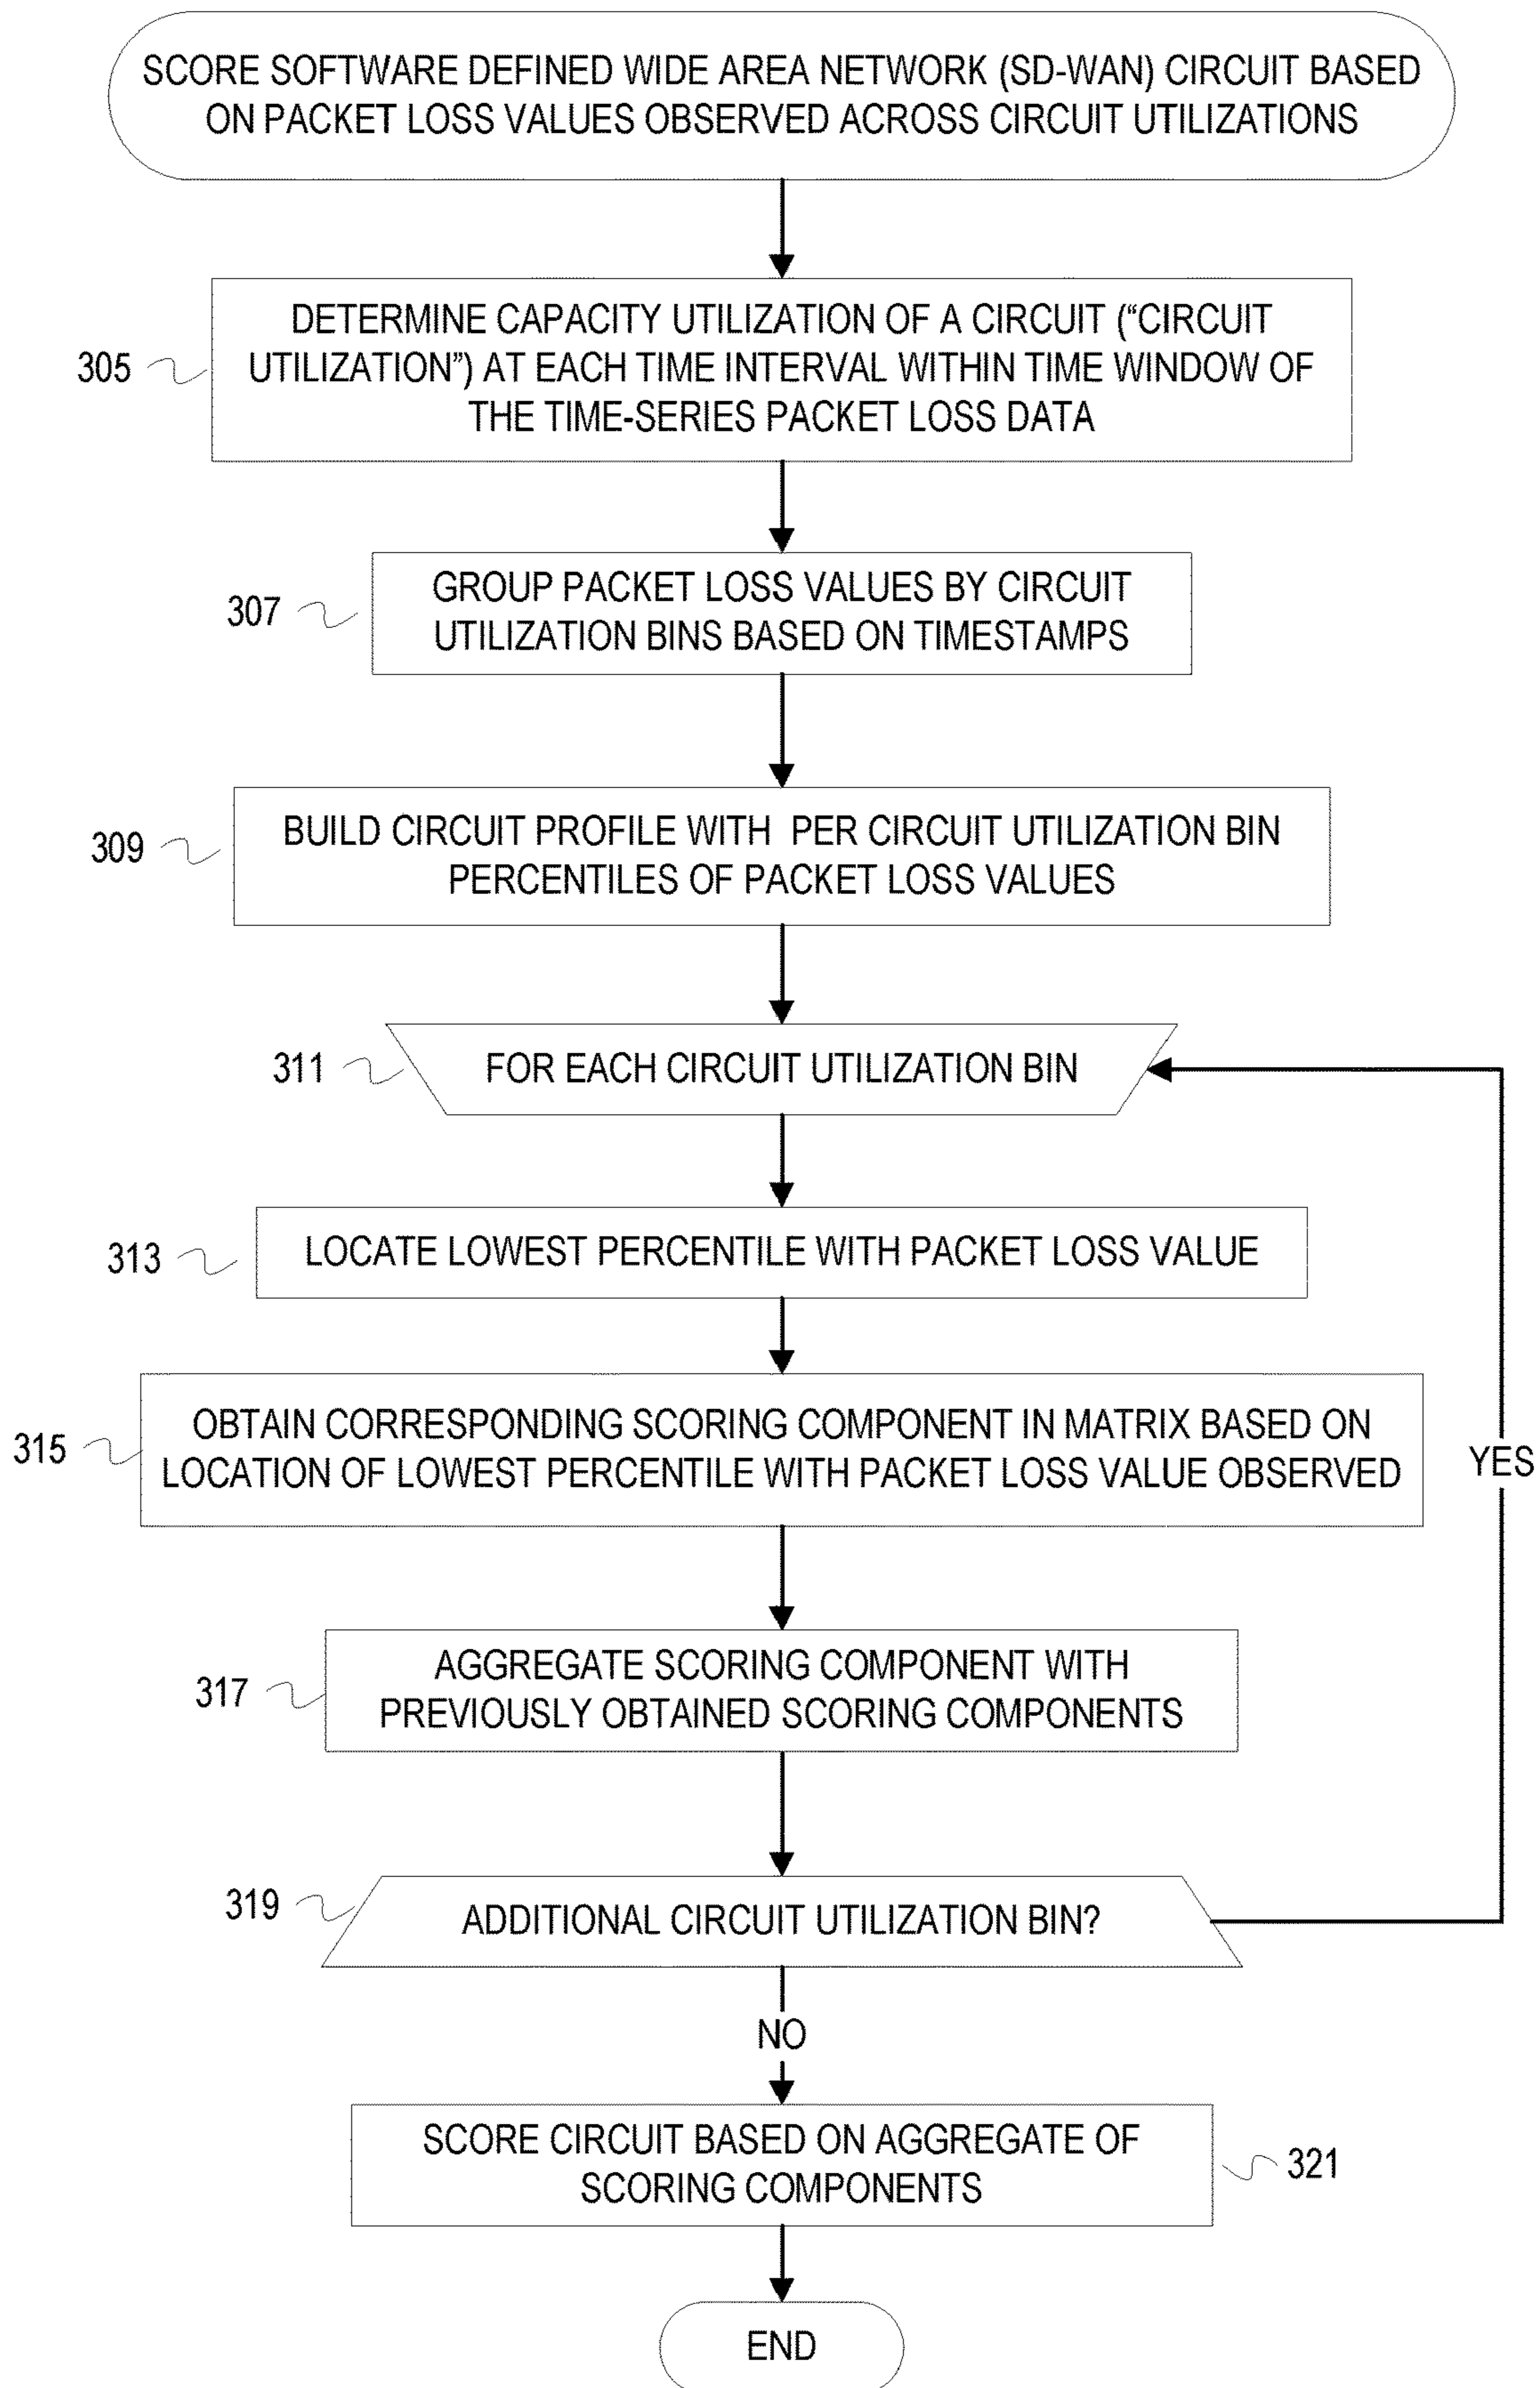 SCORE SOFTWARE DEFINED WIDE AREA NETWORK (SD-WAN) CIRCUIT BASED
ON PACKET LOSS VALUES OBSERVED ACROSS CIRCUIT UTILIZATIONS
305
DETERMINE CAPACITY UTILIZATION OF A CIRCUIT (“CIRCUIT
UTILIZATION”) AT EACH TIME INTERVAL WITHIN TIME WINDOW OF
THE TIME-SERIES PACKET LOSS DATA
307
GROUP PACKET LOSS VALUES BY CIRCUIT
UTILIZATION BINS BASED ON TIMESTAMPS
309
BUILD CIRCUIT PROFILE WITH PER CIRCUIT UTILIZATION BIN
PERCENTILES OF PACKET LOSS VALUES
311
FOR EACH CIRCUIT UTILIZATION BIN
313
LOCATE LOWEST PERCENTILE WITH PACKET LOSS VALUE
315
OBTAIN CORRESPONDING SCORING COMPONENT IN MATRIX BASED ON
LOCATION OF LOWEST PERCENTILE WITH PACKET LOSS VALUE OBSERVED
YES
317
AGGREGATE SCORING COMPONENT WITH
PREVIOUSLY OBTAINED SCORING COMPONENTS
319
ADDITIONAL CIRCUIT UTILIZATION BIN?
NO
SCORE CIRCUIT BASED ON AGGREGATE OF
SCORING COMPONENTS
321
END